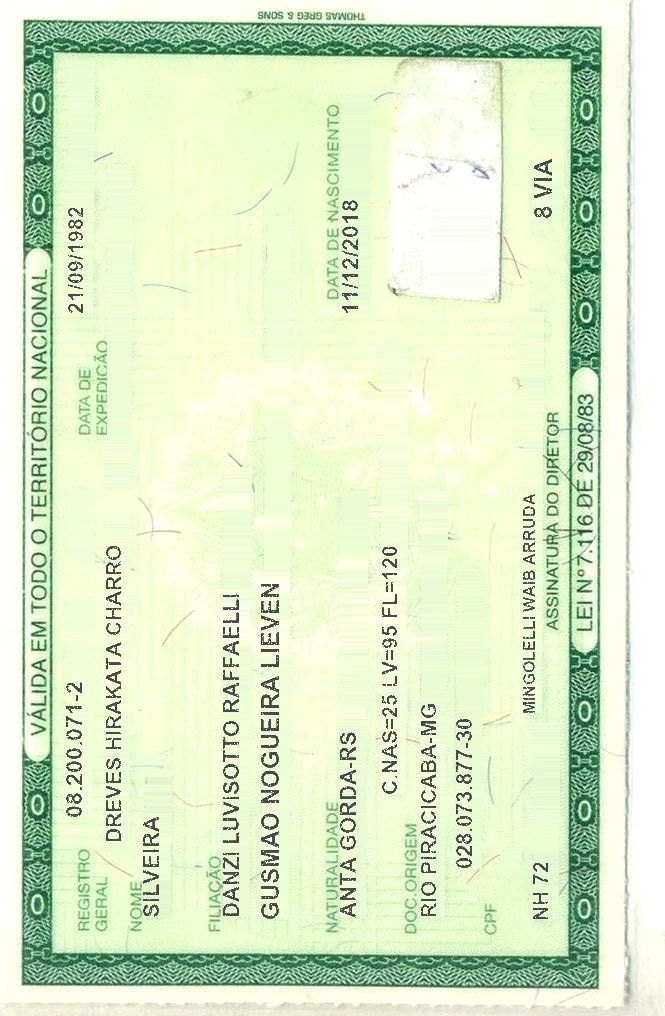 VÁLIDA EM TODO O TERRITÓRIO NACIONAL
REGISTRO GERAL 08.200.071-2 DATA DE EXPEDIÇÃO 21/09/1982
DREVES HIRAKATA CHARRO
NOME SILVEIRA
FILIAÇÃO
DANZI LUVISOTTO RAFFAELLI
GUSMAO NOGUEIRA LIEVEN
NATURALIDADE DATA DE NASCIMENTO
ANTA GORDA-RS 11/12/2018
C.NAS=25 LV=95 FL=120
DOC.ORIGEM
RIO PIRACICABA-MG
028.073.877-30
CPF
MINGOLELLI WAIB ARRUDA
NH 72 8 VIA
ASSINATURA DO DIRETOR
LEI Nº 7.116 DE 29/08/83
THOMAS GREG & SONS